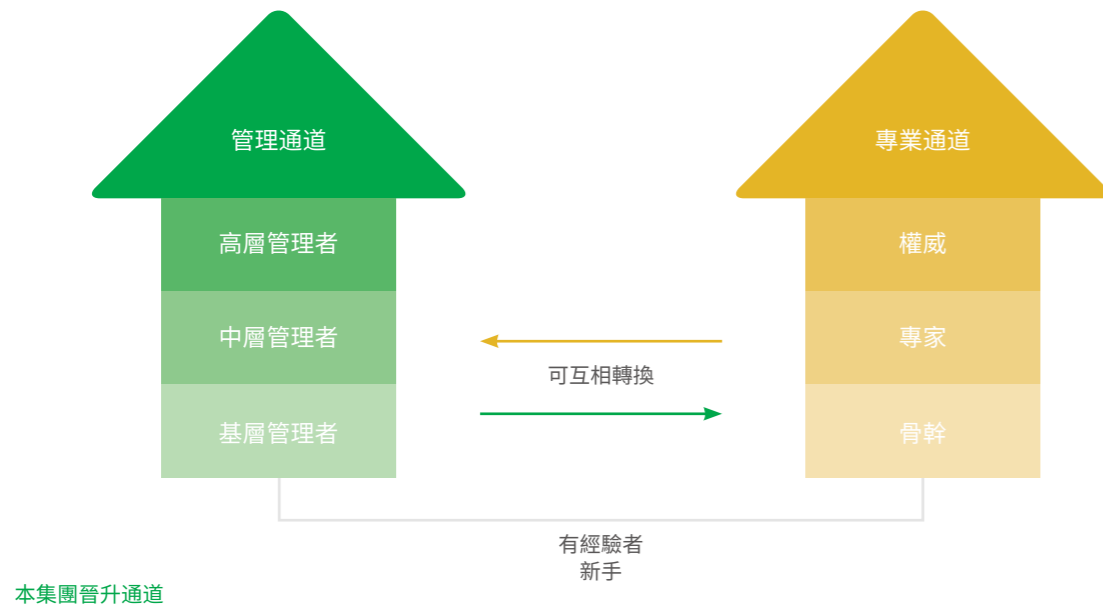 管理通道
專業通道
高層管理者
權威
中層管理者
專家
可互相轉換
基層管理者
骨幹
有經驗者
新手
本集團晉升通道